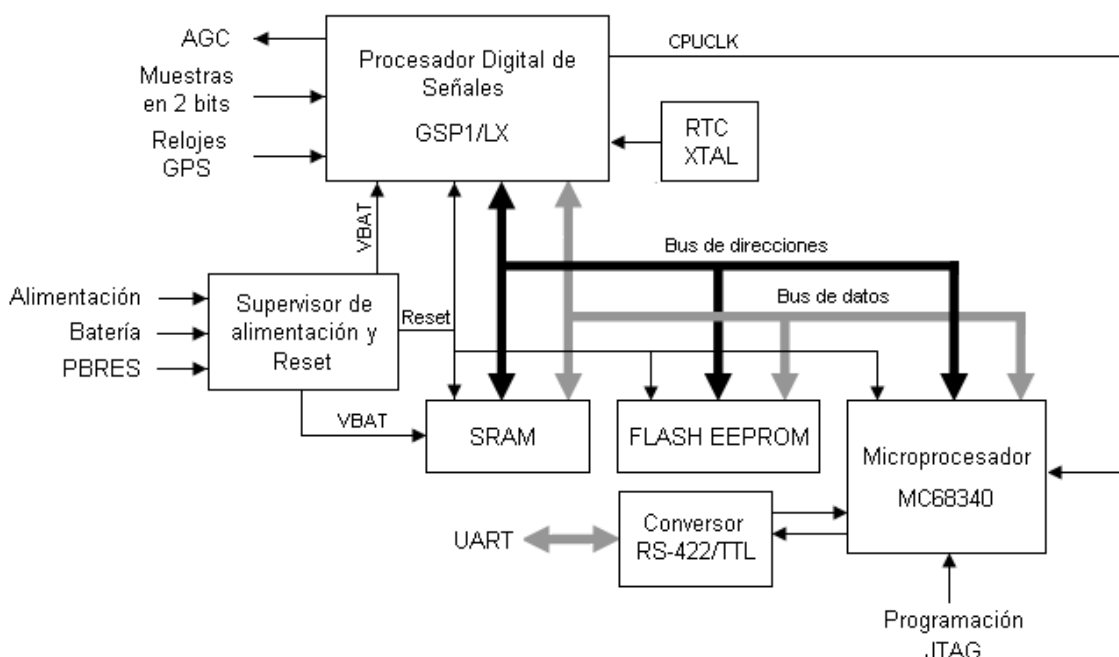 AGC
Muestras
en 2 bits
Relojes
GPS
Procesador Digital de
Señales
GSP1/LX
CPUCLK
RTC
XTAL
VBAT
Bus de direcciones
Bus de datos
Alimentación
Batería
PBRES
Supervisor de
alimentación y
Reset
Reset
VBAT
SRAM
FLASH EEPROM
Microprocesador
MC68340
UART
Conversor
RS-422/TTL
Programación
JTAG